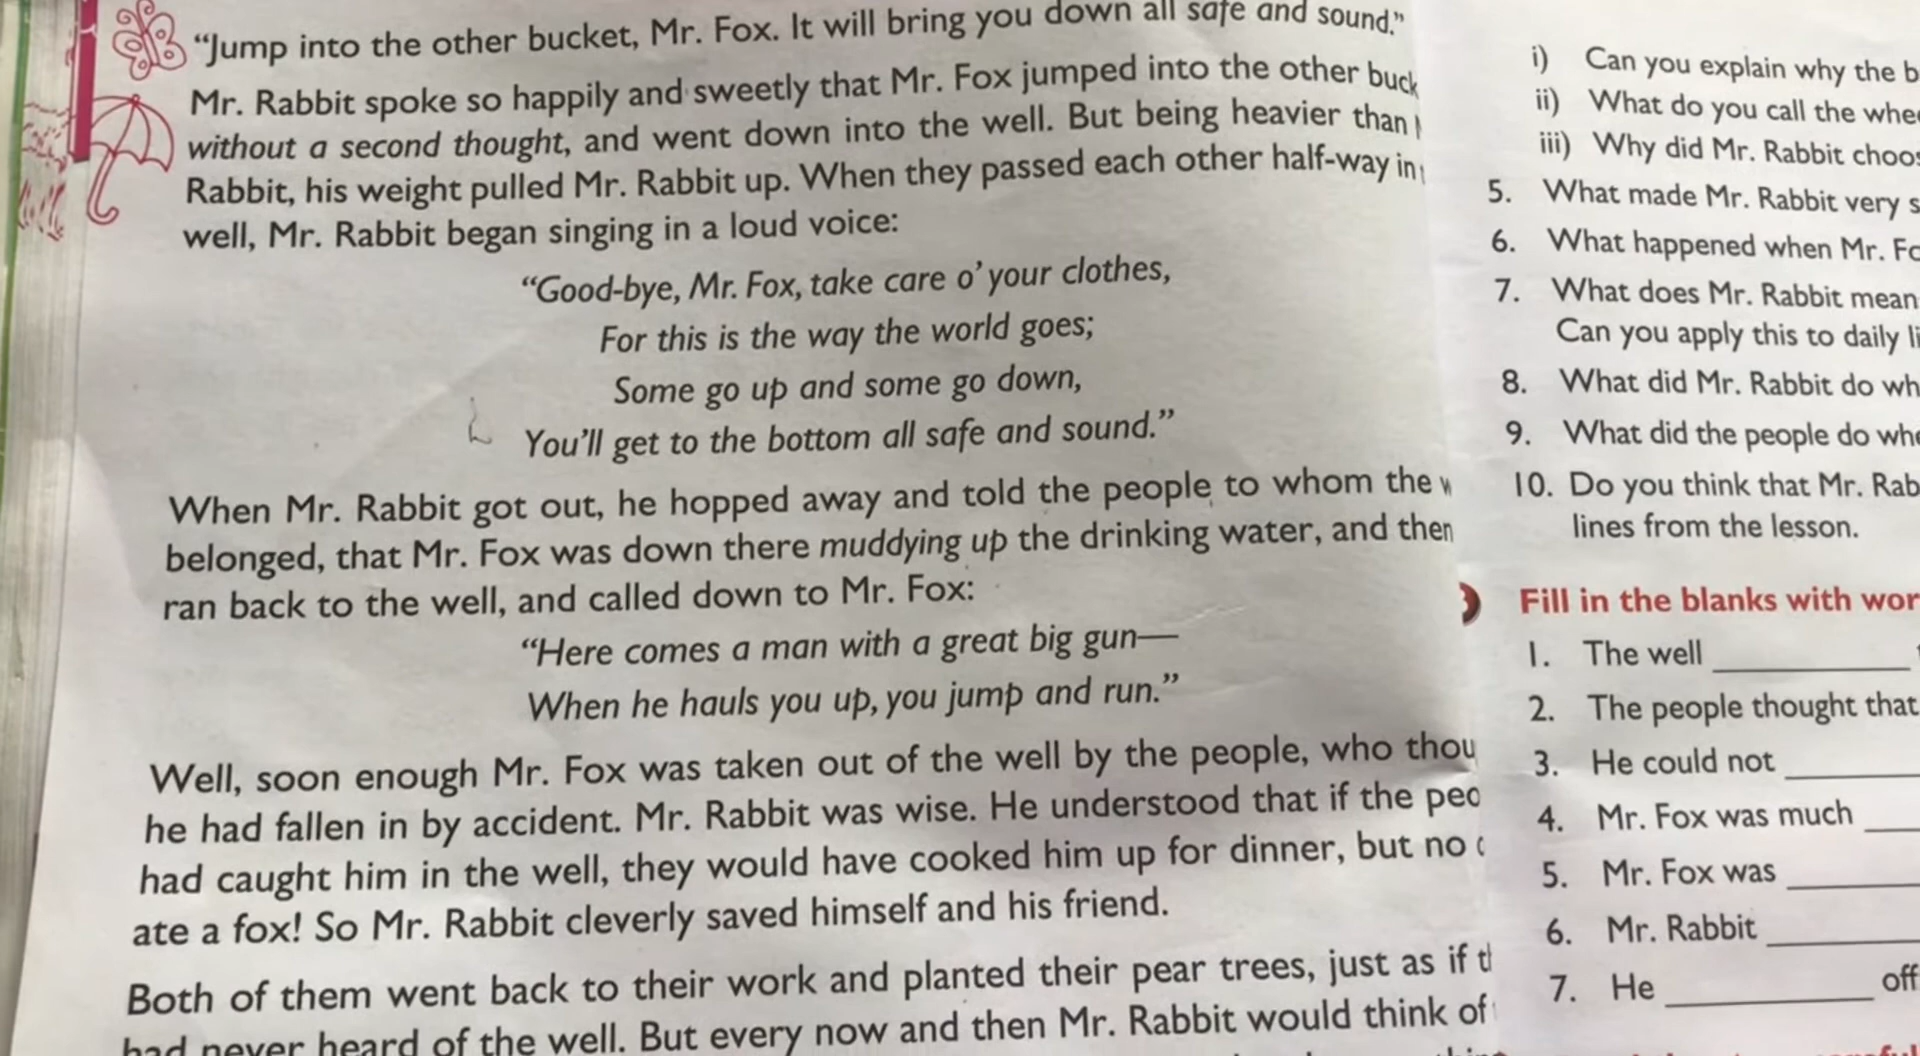 “Jump into the other bucket, Mr. Fox. It will bring you down all safe and sound.”
Mr. Rabbit spoke so happily and sweetly that Mr. Fox jumped into the other
without a second thought, and went down into the well. But being heavier than
Rabbit, his weight pulled Mr. Rabbit up. When they passed each other half-way in
well, Mr. Rabbit began singing in a loud voice:
“Good-bye, Mr. Fox, take care o’ your clothes,
For this is the way the world goes;
Some go up and some go down,
You’ll get to the bottom all safe and sound.”
When Mr. Rabbit got out, he hopped away and told the people to whom the
belonged, that Mr. Fox was down there muddying up the drinking water, and then
ran back to the well, and called down to Mr. Fox:
“Here comes a man with a great big gun—
When he hauls you up, you jump and run.”
Well, soon enough Mr. Fox was taken out of the well by the people, who
he had fallen in by accident. Mr. Rabbit was wise. He understood that if the
had caught him in the well, they would have cooked him up for dinner, but no
ate a fox! So Mr. Rabbit cleverly saved himself and his friend.
Both of them went back to their work and planted their pear trees, just as if
had never heard of the well. But every now and then Mr. Rabbit would think of
i) Can you explain why the
ii) What do you call the
iii) Why did Mr. Rabbit
5. What made Mr. Rabbit very
6. What happened when Mr.
7. What does Mr. Rabbit mean
Can you apply this to daily
8. What did Mr. Rabbit do
9. What did the people do
10. Do you think that Mr.
lines from the lesson.
Fill in the blanks with
1. The well
2. The people thought that
3. He could not
4. Mr. Fox was much
5. Mr. Fox was
6. Mr. Rabbit
7. He off